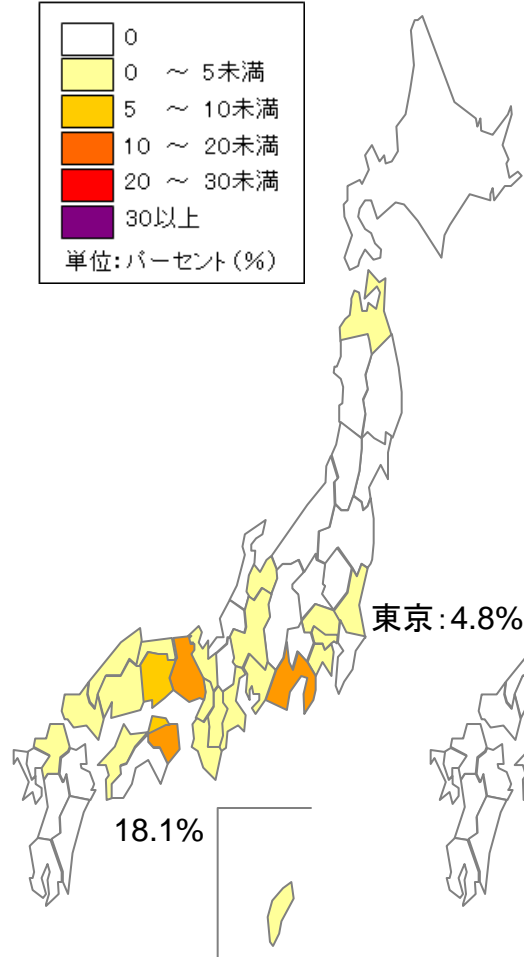 0
0 ～ 5未満
5 ～ 10未満
10 ～ 20未満
20 ～ 30未満
30以上
単位:パーセント(%)
東京:4.8%
18.1%